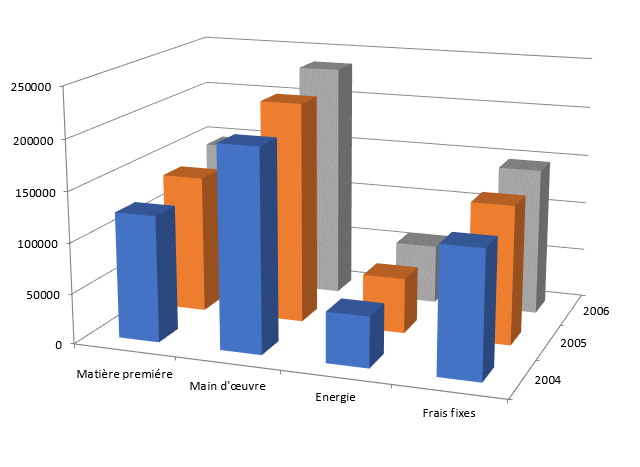 250000
200000
150000
100000
50000
0
Matière premiére
Main d'œuvre
Energie
Frais fixes
2004
2005
2006